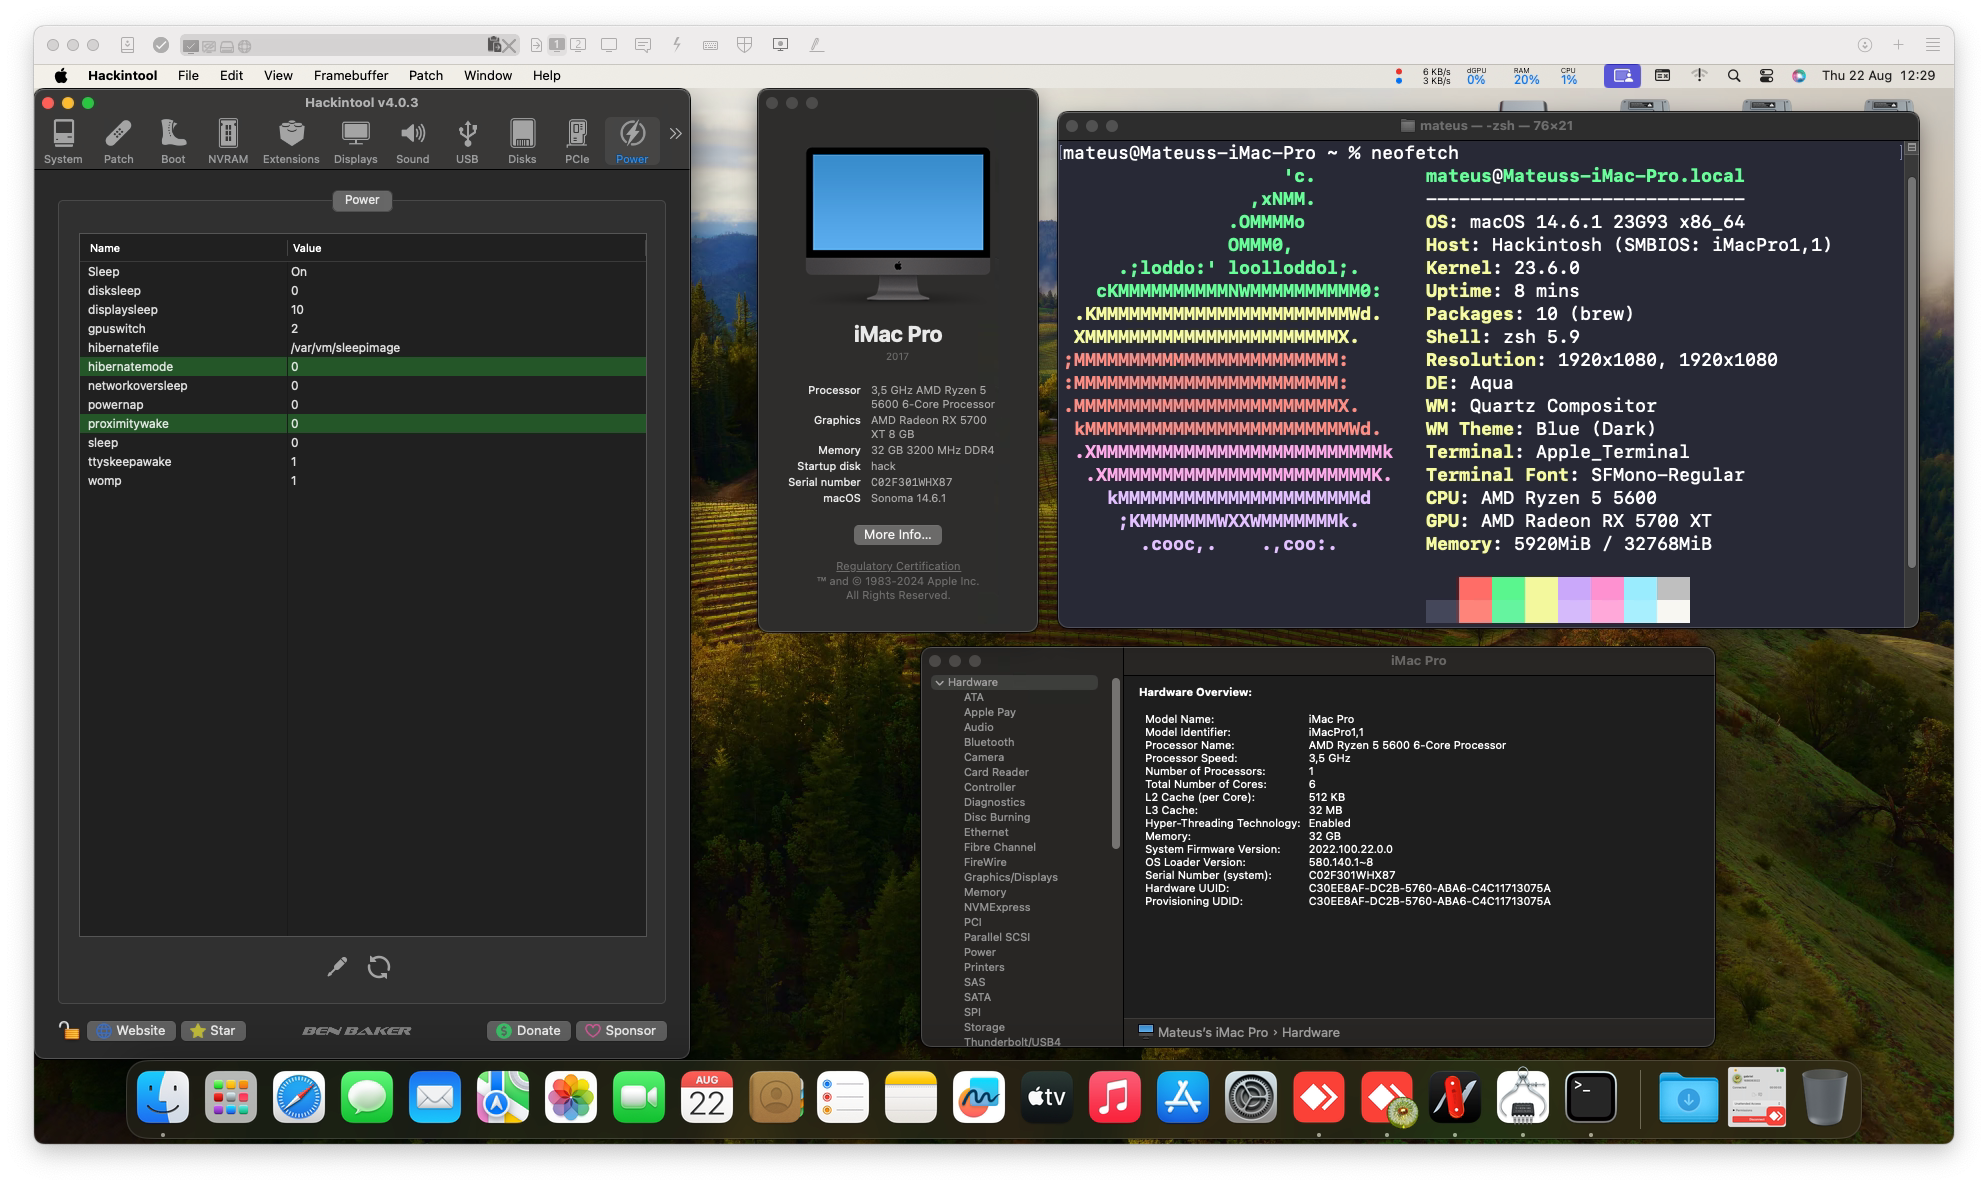 1 2
Hackintool File Edit View Framebuffer Patch Window Help
6 KB/s
3 KB/s
dGPU
0%
RAM
20%
CPU
1%
Thu 22 Aug 12:29
Hackintool v4.0.3
System Patch Boot NVRAM Extensions Displays Sound USB Disks PCIe Power
Power
Name Value
Sleep On
disksleep 0
displaysleep 10
gpuswitch 2
hibernatefile /var/vm/sleepimage
hibernatemode 0
networkoversleep 0
powernap 0
proximitywake 0
sleep 0
ttyskeepawake 1
womp 1
Website Star BEN BAKER Donate Sponsor
iMac Pro
2017
Processor 3,5 GHz AMD Ryzen 5
5600 6-Core Processor
Graphics AMD Radeon RX 5700
XT 8 GB
Memory 32 GB 3200 MHz DDR4
Startup disk hack
Serial number C02F301WHX87
macOS Sonoma 14.6.1
More Info...
Regulatory Certification
™ and © 1983-2024 Apple Inc.
All Rights Reserved.
mateus — -zsh — 76×21
mateus@Mateuss-iMac-Pro ~ % neofetch
'c. mateus@Mateuss-iMac-Pro.local
,xNMM. -----------------------------
.OMMMMo OS: macOS 14.6.1 23G93 x86_64
OMMM0, Host: Hackintosh (SMBIOS: iMacPro1,1)
.;loddo:' loolloddol;. Kernel: 23.6.0
cKMMMMMMMMMMNWMMMMMMMMMM0: Uptime: 8 mins
.KMMMMMMMMMMMMMMMMMMMMMMMWd. Packages: 10 (brew)
XMMMMMMMMMMMMMMMMMMMMMMMX. Shell: zsh 5.9
;MMMMMMMMMMMMMMMMMMMMMMMM: Resolution: 1920x1080, 1920x1080
:MMMMMMMMMMMMMMMMMMMMMMMM: DE: Aqua
.MMMMMMMMMMMMMMMMMMMMMMMMX. WM: Quartz Compositor
kMMMMMMMMMMMMMMMMMMMMMMMMWd. WM Theme: Blue (Dark)
.XMMMMMMMMMMMMMMMMMMMMMMMMMMk Terminal: Apple_Terminal
.XMMMMMMMMMMMMMMMMMMMMMMMMK. Terminal Font: SFMono-Regular
kMMMMMMMMMMMMMMMMMMMMMMd CPU: AMD Ryzen 5 5600
;KMMMMMMMWXXWMMMMMMMk. GPU: AMD Radeon RX 5700 XT
.cooc,. .,coo:. Memory: 5920MiB / 32768MiB
iMac Pro
Hardware
ATA
Apple Pay
Audio
Bluetooth
Camera
Card Reader
Controller
Diagnostics
Disc Burning
Ethernet
Fibre Channel
FireWire
Graphics/Displays
Memory
NVMExpress
PCI
Parallel SCSI
Power
Printers
SAS
SATA
SPI
Storage
Thunderbolt/USB4
Hardware Overview:
Model Name: iMac Pro
Model Identifier: iMacPro1,1
Processor Name: AMD Ryzen 5 5600 6-Core Processor
Processor Speed: 3,5 GHz
Number of Processors: 1
Total Number of Cores: 6
L2 Cache (per Core): 512 KB
L3 Cache: 32 MB
Hyper-Threading Technology: Enabled
Memory: 32 GB
System Firmware Version: 2022.100.22.0.0
OS Loader Version: 580.140.1~8
Serial Number (system): C02F301WHX87
Hardware UUID: C30EE8AF-DC2B-5760-ABA6-C4C11713075A
Provisioning UDID: C30EE8AF-DC2B-5760-ABA6-C4C11713075A
Mateus's iMac Pro › Hardware
AUG
22
tv
>_